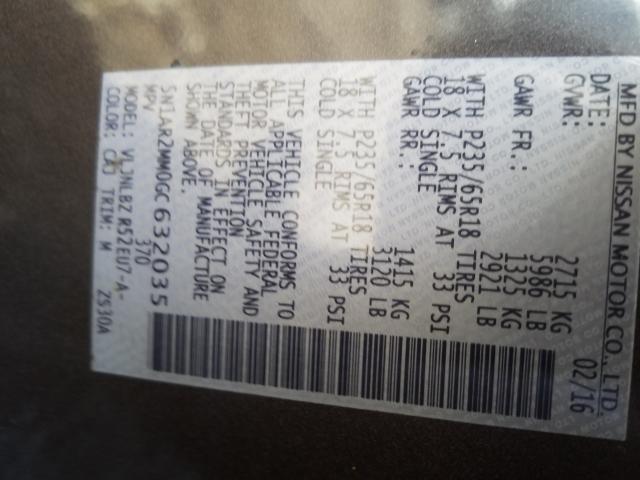 MFD BY NISSAN MOTOR CO., LTD.
DATE: 02/16
GVWR: 2715 KG
5986 LB
GAWR FR.: 1325 KG
2921 LB
WITH P235/65R18 TIRES
18 X 7.5 RIMS AT 33 PSI
COLD SINGLE
GAWR RR.: 1415 KG
3120 LB
WITH P235/65R18 TIRES
18 X 7.5 RIMS AT 33 PSI
COLD SINGLE
THIS VEHICLE CONFORMS TO
ALL APPLICABLE FEDERAL
MOTOR VEHICLE SAFETY AND
THEFT PREVENTION
STANDARDS IN EFFECT ON
THE DATE OF MANUFACTURE
SHOWN ABOVE.
5N1AR2MM0GC632035
MPV 370
MODEL: VLJNLBZ R52EU7-A-
COLOR: TRIM: M ZS30A